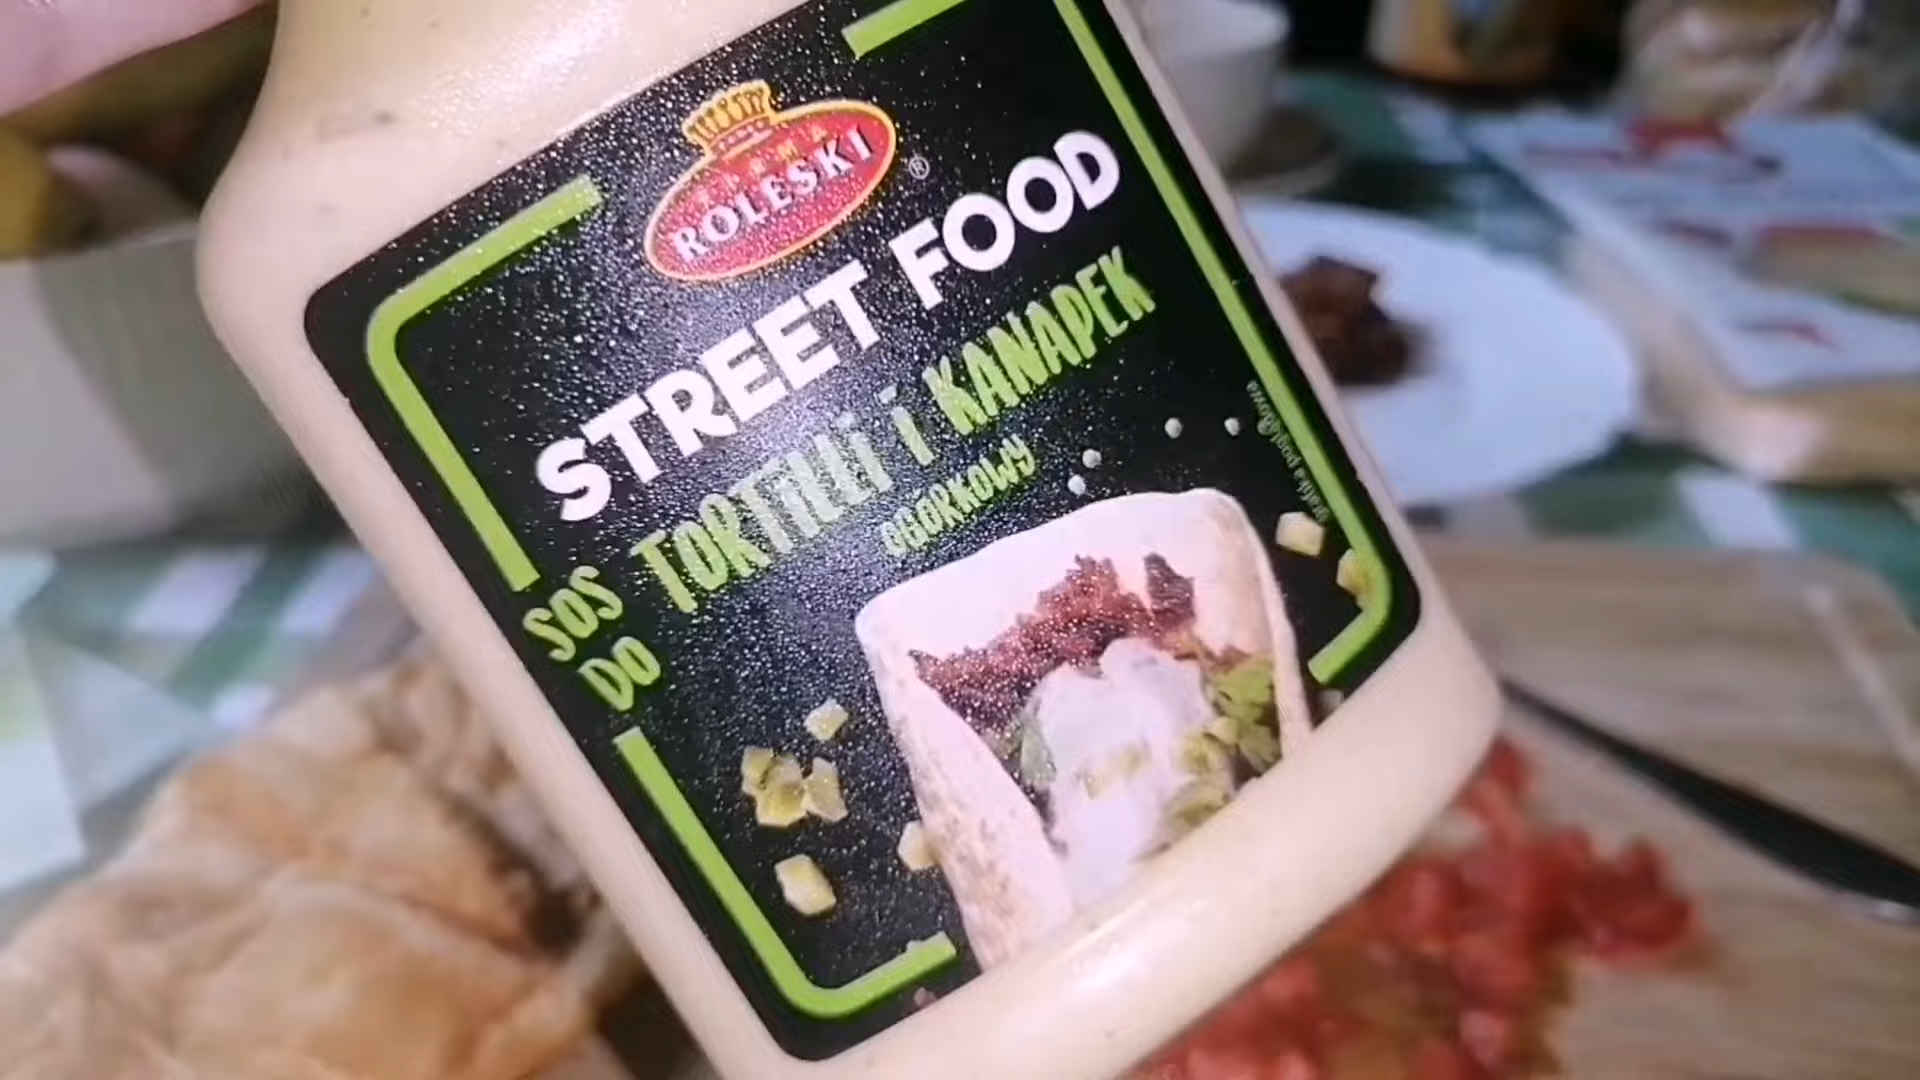 FIRMA
ROLESKI
®
STREET FOOD
SOS
DO
TORTILLI i KANAPEK
OGÓRKOWY